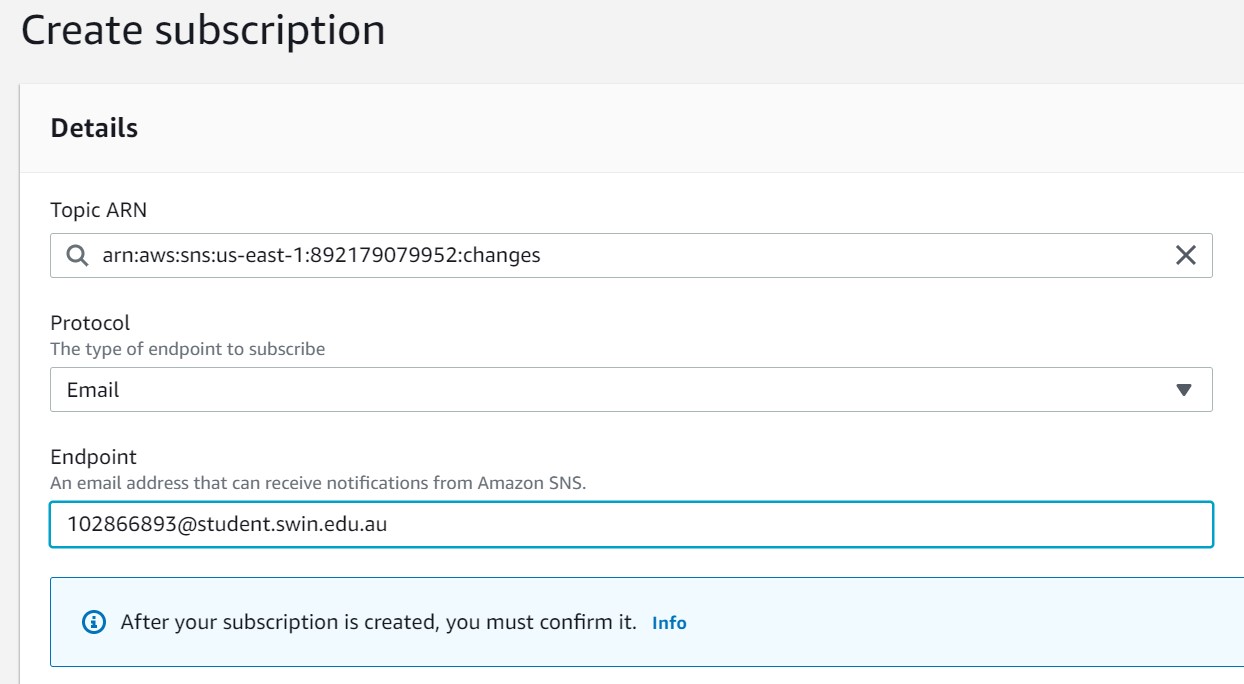 Create subscription
Details
Topic ARN
arn:aws:sns:us-east-1:892179079952:changes
Protocol
The type of endpoint to subscribe
Email
Endpoint
An email address that can receive notifications from Amazon SNS.
102866893@student.swin.edu.au
After your subscription is created, you must confirm it. Info